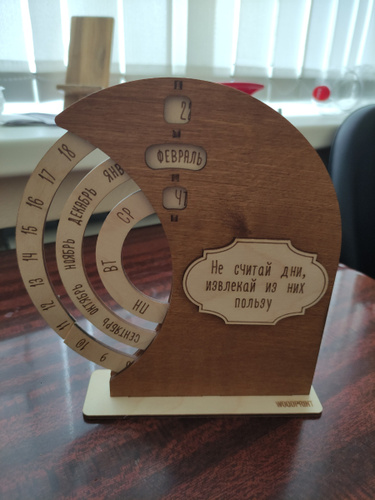 2
ФЕВРАЛЬ
Ч
Не считай дни,
извлекай из них
пользу
18
17
16
15
14
13
12
11
10
9
ЯНВ
ДЕКАБРЬ
НОЯБРЬ
ОКТЯБРЬ
СЕНТЯБРЬ
СР
ВТ
ПН
WOODPRINT